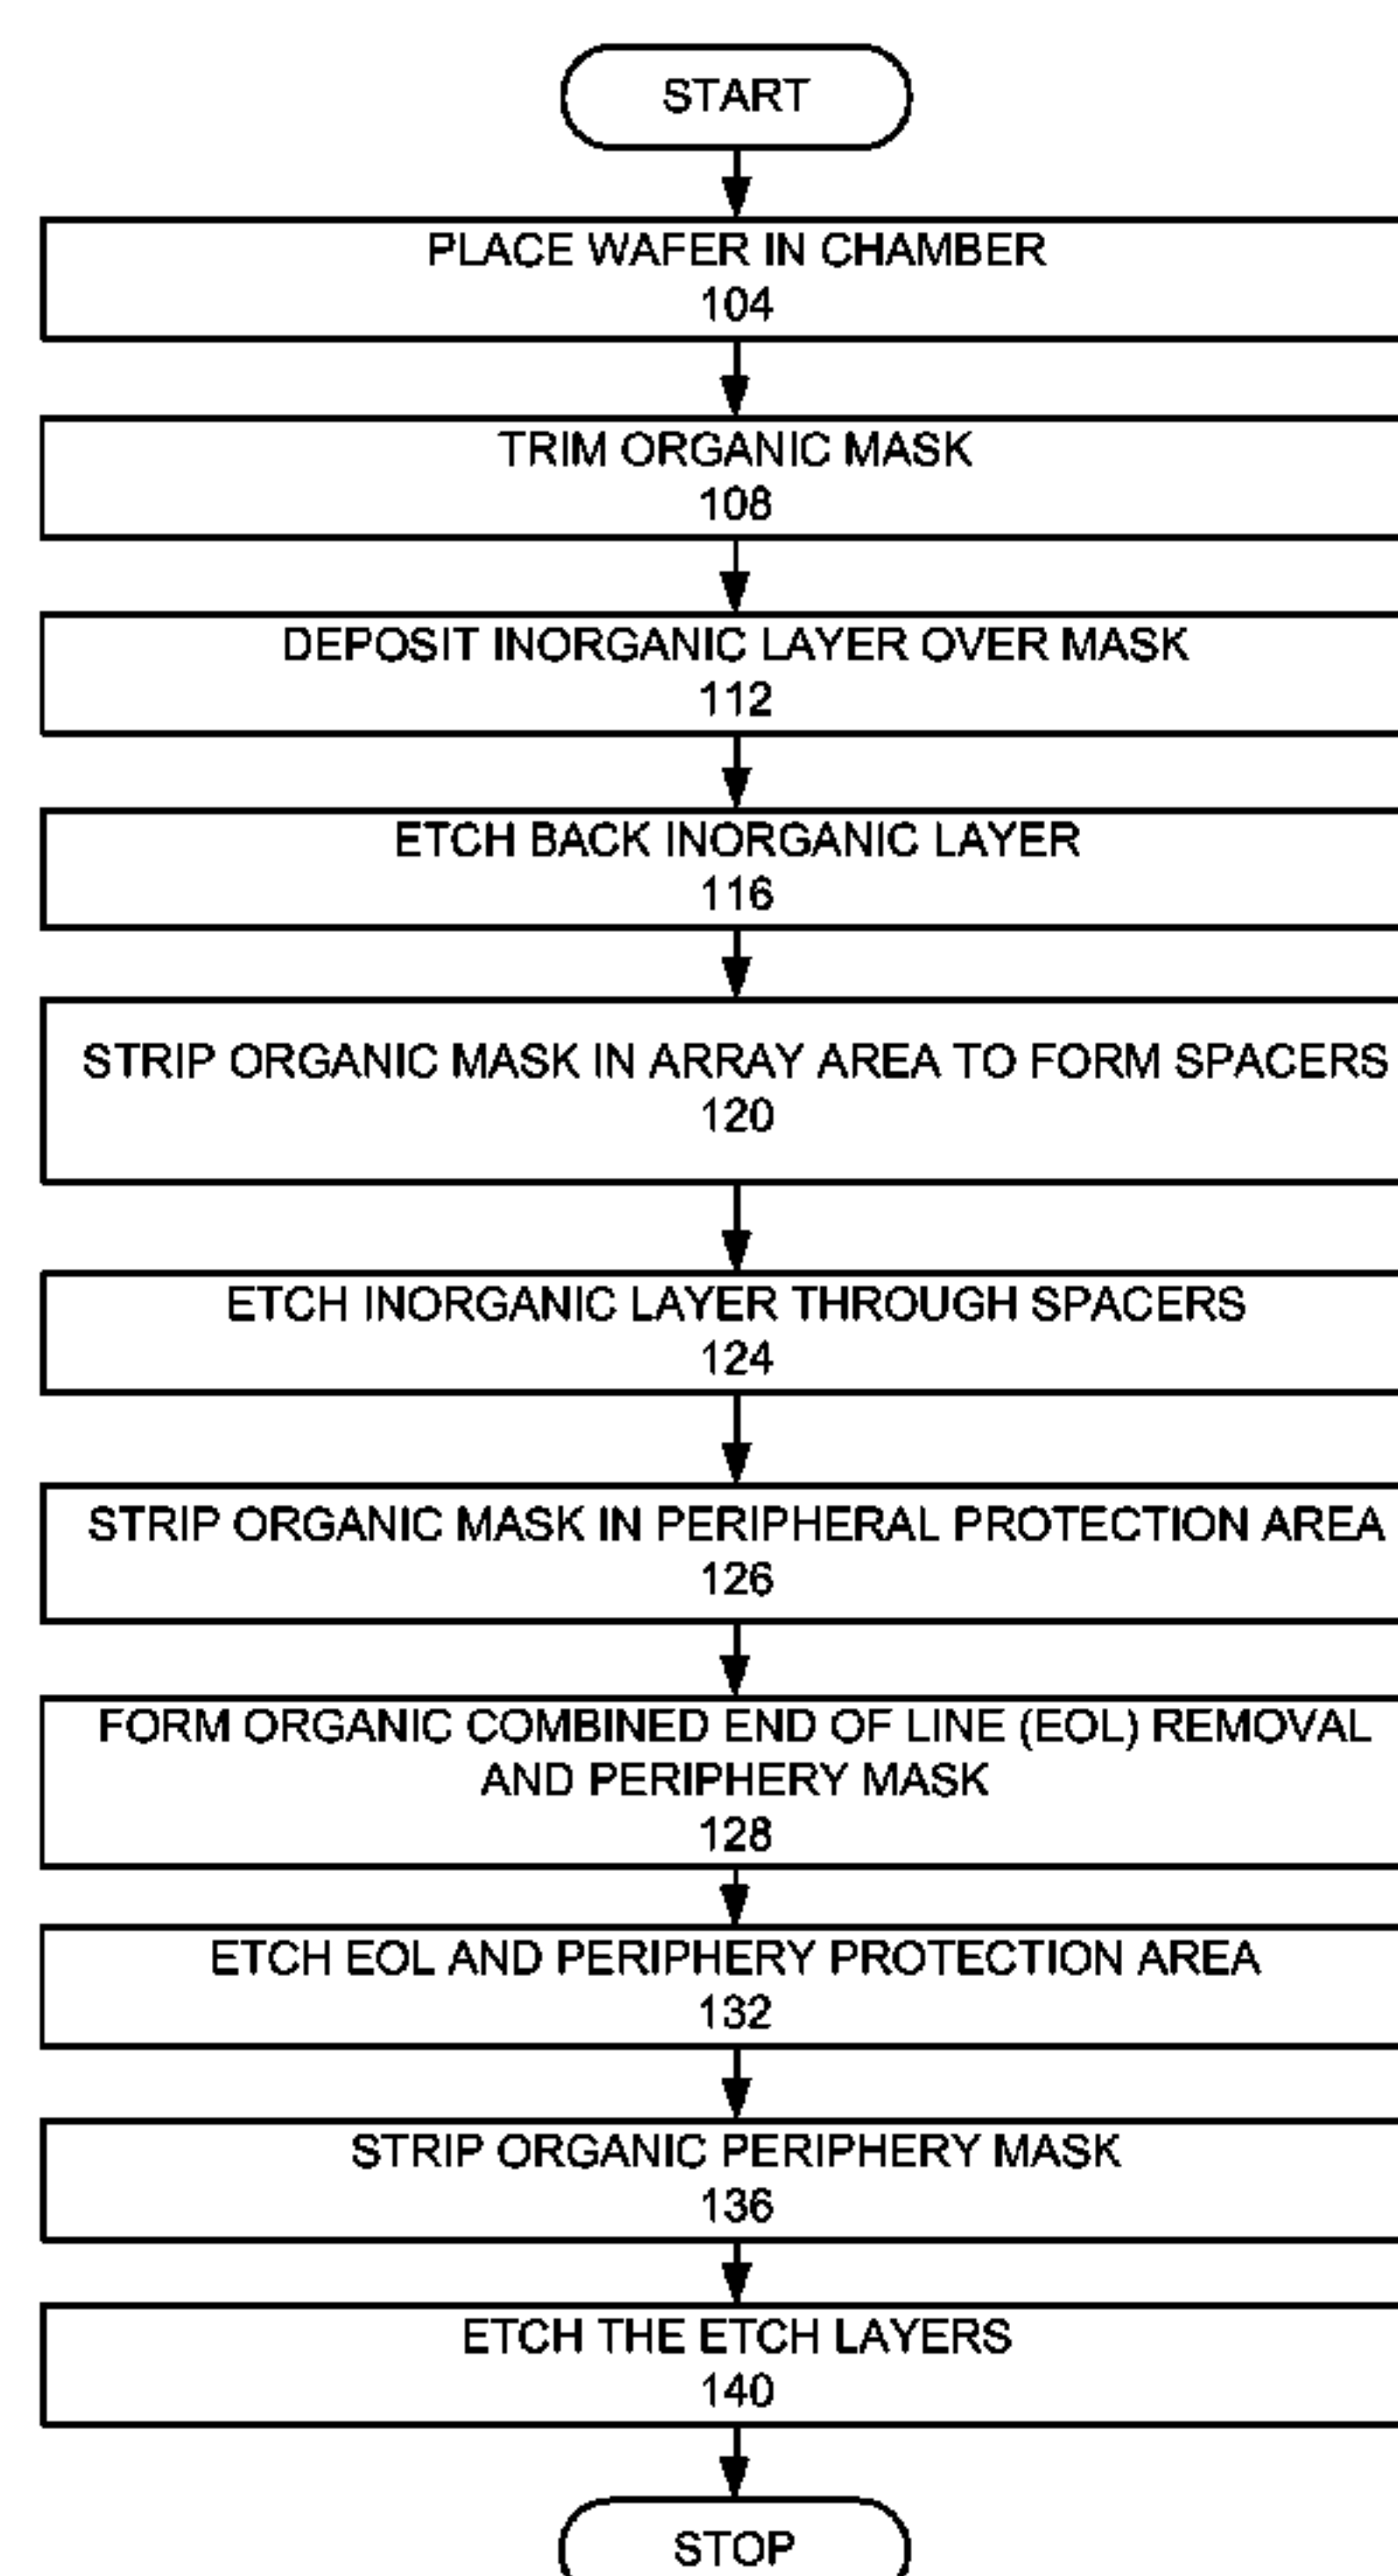 START
PLACE WAFER IN CHAMBER
104
TRIM ORGANIC MASK
108
DEPOSIT INORGANIC LAYER OVER MASK
112
ETCH BACK INORGANIC LAYER
116
STRIP ORGANIC MASK IN ARRAY AREA TO FORM SPACERS
120
ETCH INORGANIC LAYER THROUGH SPACERS
124
STRIP ORGANIC MASK IN PERIPHERAL PROTECTION AREA
126
FORM ORGANIC COMBINED END OF LINE (EOL) REMOVAL
AND PERIPHERY MASK
128
ETCH EOL AND PERIPHERY PROTECTION AREA
132
STRIP ORGANIC PERIPHERY MASK
136
ETCH THE ETCH LAYERS
140
STOP